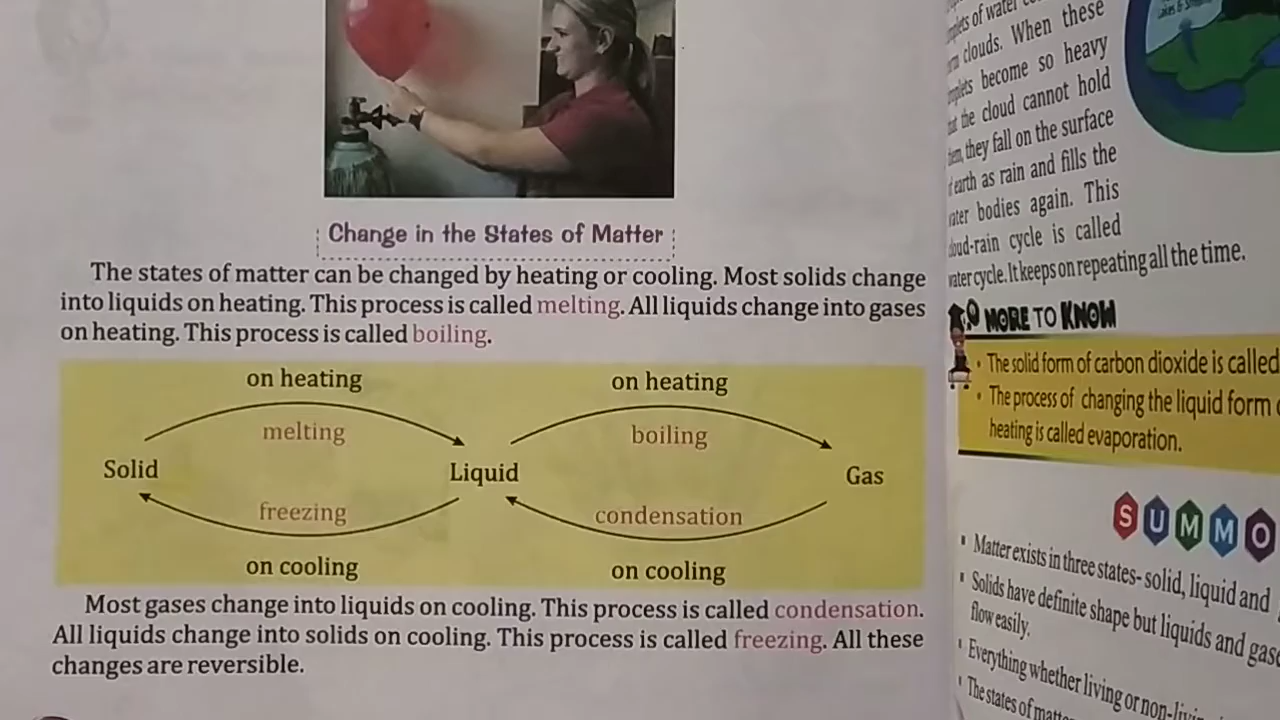 Change in the States of Matter
The states of matter can be changed by heating or cooling. Most solids change
into liquids on heating. This process is called melting. All liquids change into gases
on heating. This process is called boiling.
on heating
on heating
melting
boiling
Solid
Liquid
Gas
freezing
condensation
on cooling
on cooling
Most gases change into liquids on cooling. This process is called condensation.
All liquids change into solids on cooling. This process is called freezing. All these
changes are reversible.
of water
clouds. When these
become so heavy
the cloud cannot hold
they fall on the surface
earth as rain and fills the
bodies again. This
cycle is called
water cycle. It keeps on repeating all the time.
MORE TO KNOW
• The solid form of carbon dioxide is called
• The process of changing the liquid form
heating is called evaporation.
SUMMO
▪ Matter exists in three states- solid, liquid and
▪ Solids have definite shape but liquids and
flow easily.
▪ Everything whether living or
▪ The states of